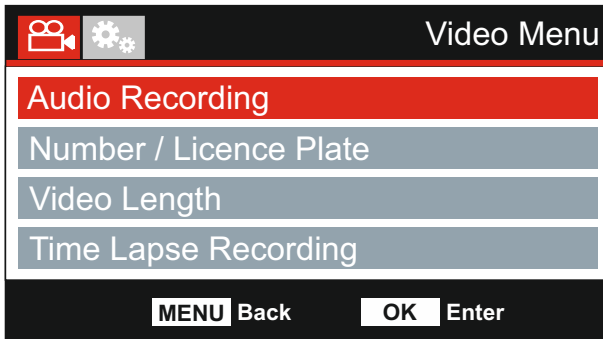 Video Menu
Audio Recording
Number / Licence Plate
Video Length
Time Lapse Recording
MENU Back OK Enter